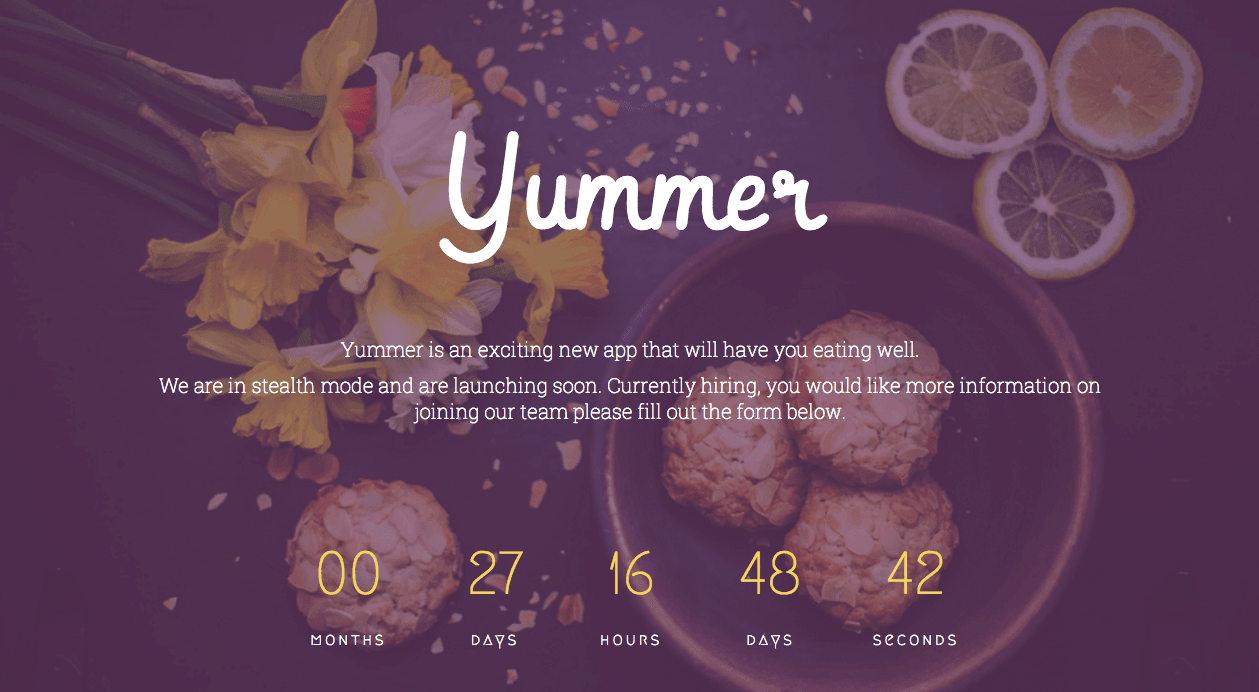 Yummer
Yummer is an exciting new app that will have you eating well.
We are in stealth mode and are launching soon. Currently hiring, you would like more information on
joining our team please fill out the form below.
00 27 16 48 42
MONTHS DAYS HOURS DAYS SECONDS